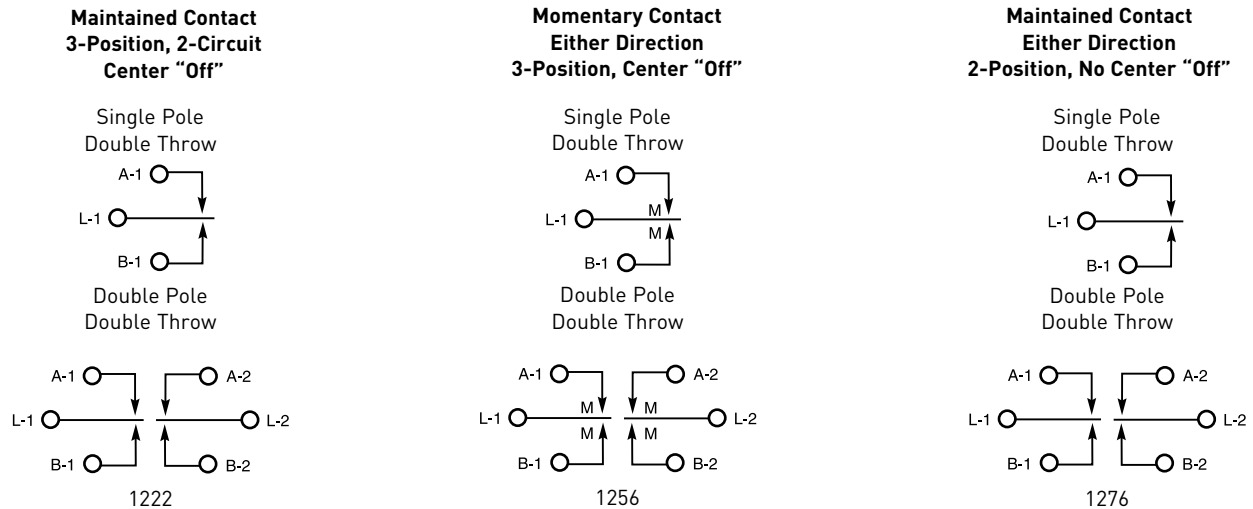 Maintained Contact
3-Position, 2-Circuit
Center “Off”
Single Pole
Double Throw
A-1
L-1
B-1
Double Pole
Double Throw
A-1
A-2
L-1
L-2
B-1
B-2
1222
Momentary Contact
Either Direction
3-Position, Center “Off”
Single Pole
Double Throw
A-1
L-1
M
M
B-1
Double Pole
Double Throw
A-1
A-2
L-1
M
M
L-2
M
M
B-1
B-2
1256
Maintained Contact
Either Direction
2-Position, No Center “Off”
Single Pole
Double Throw
A-1
L-1
B-1
Double Pole
Double Throw
A-1
A-2
L-1
L-2
B-1
B-2
1276